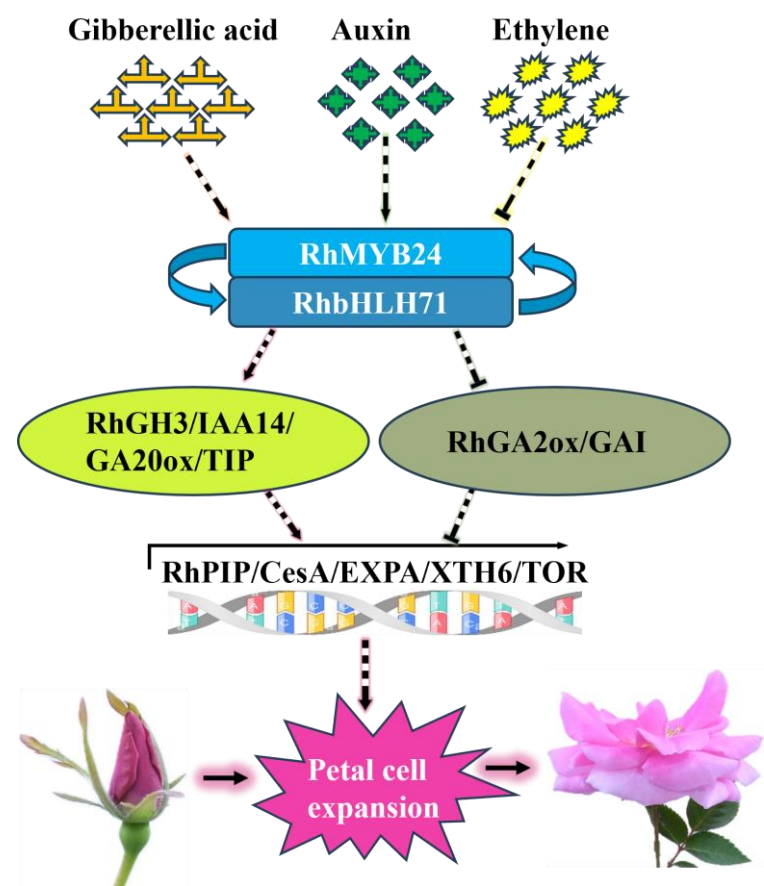 Gibberellic acid
Auxin
Ethylene
RhMYB24
RhbHLH71
RhGH3/IAA14/
GA20ox/TIP
RhGA2ox/GAI
RhPIP/CesA/EXPA/XTH6/TOR
Petal cell
expansion